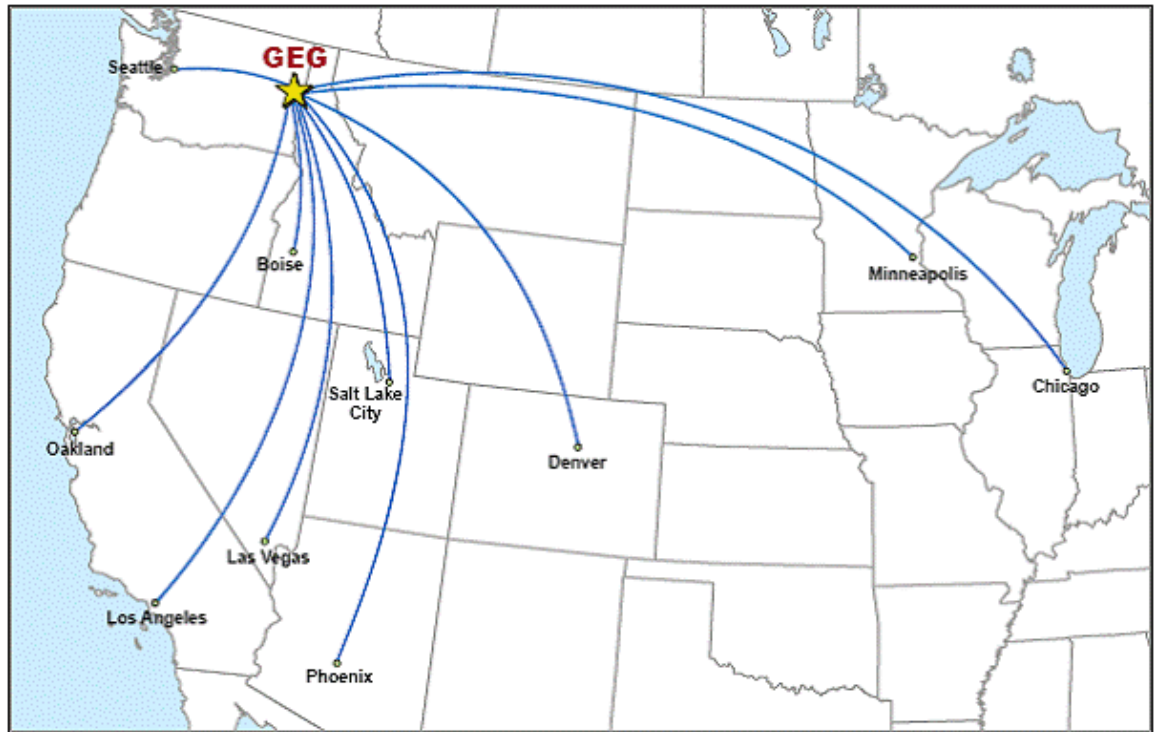 GEG
Seattle
Boise
Minneapolis
Chicago
Salt Lake
City
Oakland
Denver
Las Vegas
Los Angeles
Phoenix